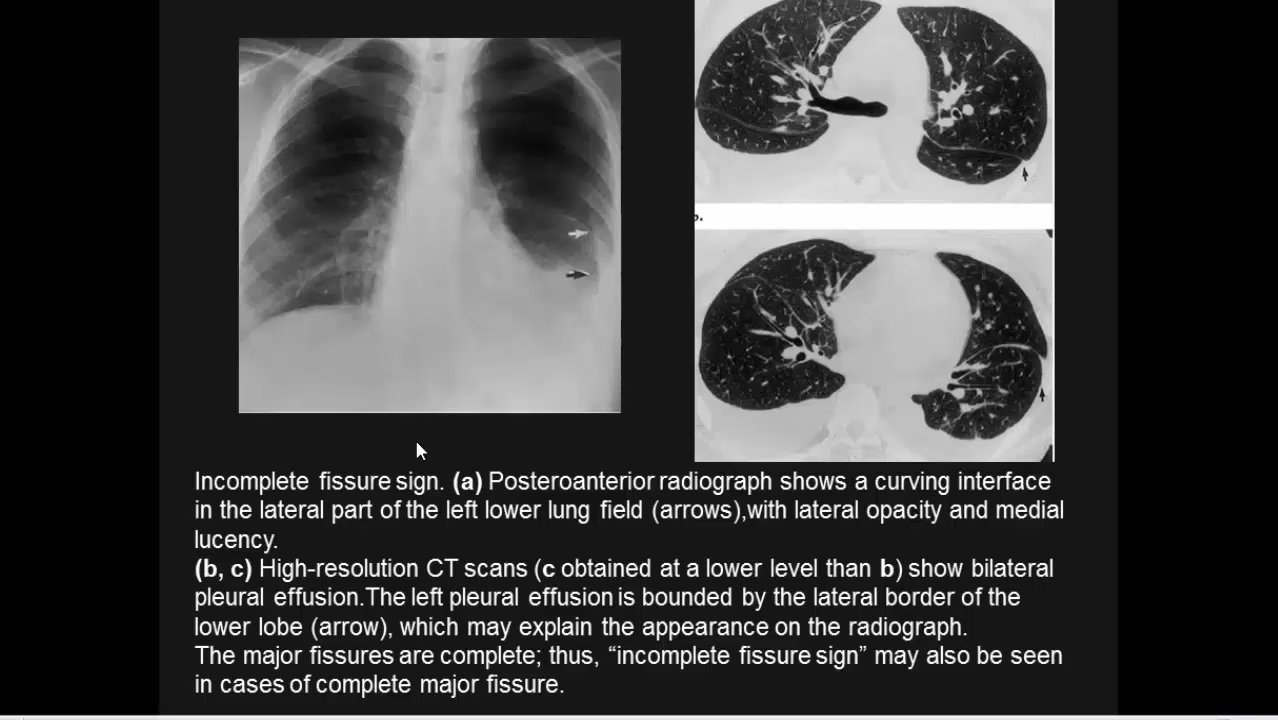 .
Incomplete fissure sign. (a) Posteroanterior radiograph shows a curving interface
in the lateral part of the left lower lung field (arrows),with lateral opacity and medial
lucency.
(b, c) High-resolution CT scans (c obtained at a lower level than b) show bilateral
pleural effusion.The left pleural effusion is bounded by the lateral border of the
lower lobe (arrow), which may explain the appearance on the radiograph.
The major fissures are complete; thus, “incomplete fissure sign” may also be seen
in cases of complete major fissure.